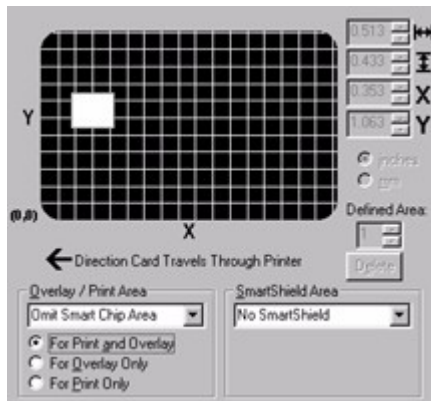 0.513
0.433
0.353 X
1.063 Y
Y
inches
mm
(0,0)
X
Defined Area:
1
Direction Card Travels Through Printer
Delete
Overlay / Print Area
SmartShield Area
Omit Smart Chip Area
No SmartShield
For Print and Overlay
For Overlay Only
For Print Only